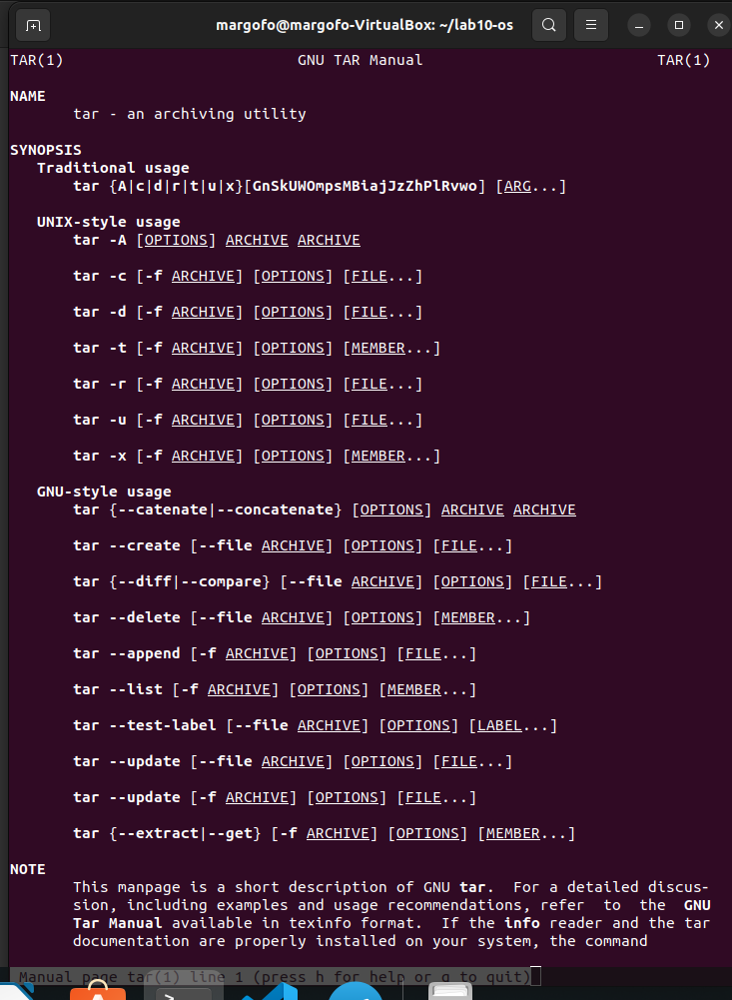 margofo@margofo-VirtualBox: ~/lab10-os
TAR(1) GNU TAR Manual TAR(1)
NAME
tar - an archiving utility
SYNOPSIS
Traditional usage
tar {A|c|d|r|t|u|x}[GnSkUWOmpsMBiajJzZhPlRvwo] [ARG...]
UNIX-style usage
tar -A [OPTIONS] ARCHIVE ARCHIVE
tar -c [-f ARCHIVE] [OPTIONS] [FILE...]
tar -d [-f ARCHIVE] [OPTIONS] [FILE...]
tar -t [-f ARCHIVE] [OPTIONS] [MEMBER...]
tar -r [-f ARCHIVE] [OPTIONS] [FILE...]
tar -u [-f ARCHIVE] [OPTIONS] [FILE...]
tar -x [-f ARCHIVE] [OPTIONS] [MEMBER...]
GNU-style usage
tar {--catenate|--concatenate} [OPTIONS] ARCHIVE ARCHIVE
tar --create [--file ARCHIVE] [OPTIONS] [FILE...]
tar {--diff|--compare} [--file ARCHIVE] [OPTIONS] [FILE...]
tar --delete [--file ARCHIVE] [OPTIONS] [MEMBER...]
tar --append [-f ARCHIVE] [OPTIONS] [FILE...]
tar --list [-f ARCHIVE] [OPTIONS] [MEMBER...]
tar --test-label [--file ARCHIVE] [OPTIONS] [LABEL...]
tar --update [--file ARCHIVE] [OPTIONS] [FILE...]
tar --update [-f ARCHIVE] [OPTIONS] [FILE...]
tar {--extract|--get} [-f ARCHIVE] [OPTIONS] [MEMBER...]
NOTE
This manpage is a short description of GNU tar. For a detailed discus-
sion, including examples and usage recommendations, refer to the GNU
Tar Manual available in texinfo format. If the info reader and the tar
documentation are properly installed on your system, the command
Manual page tar(1) line 1 (press h for help or q to quit)